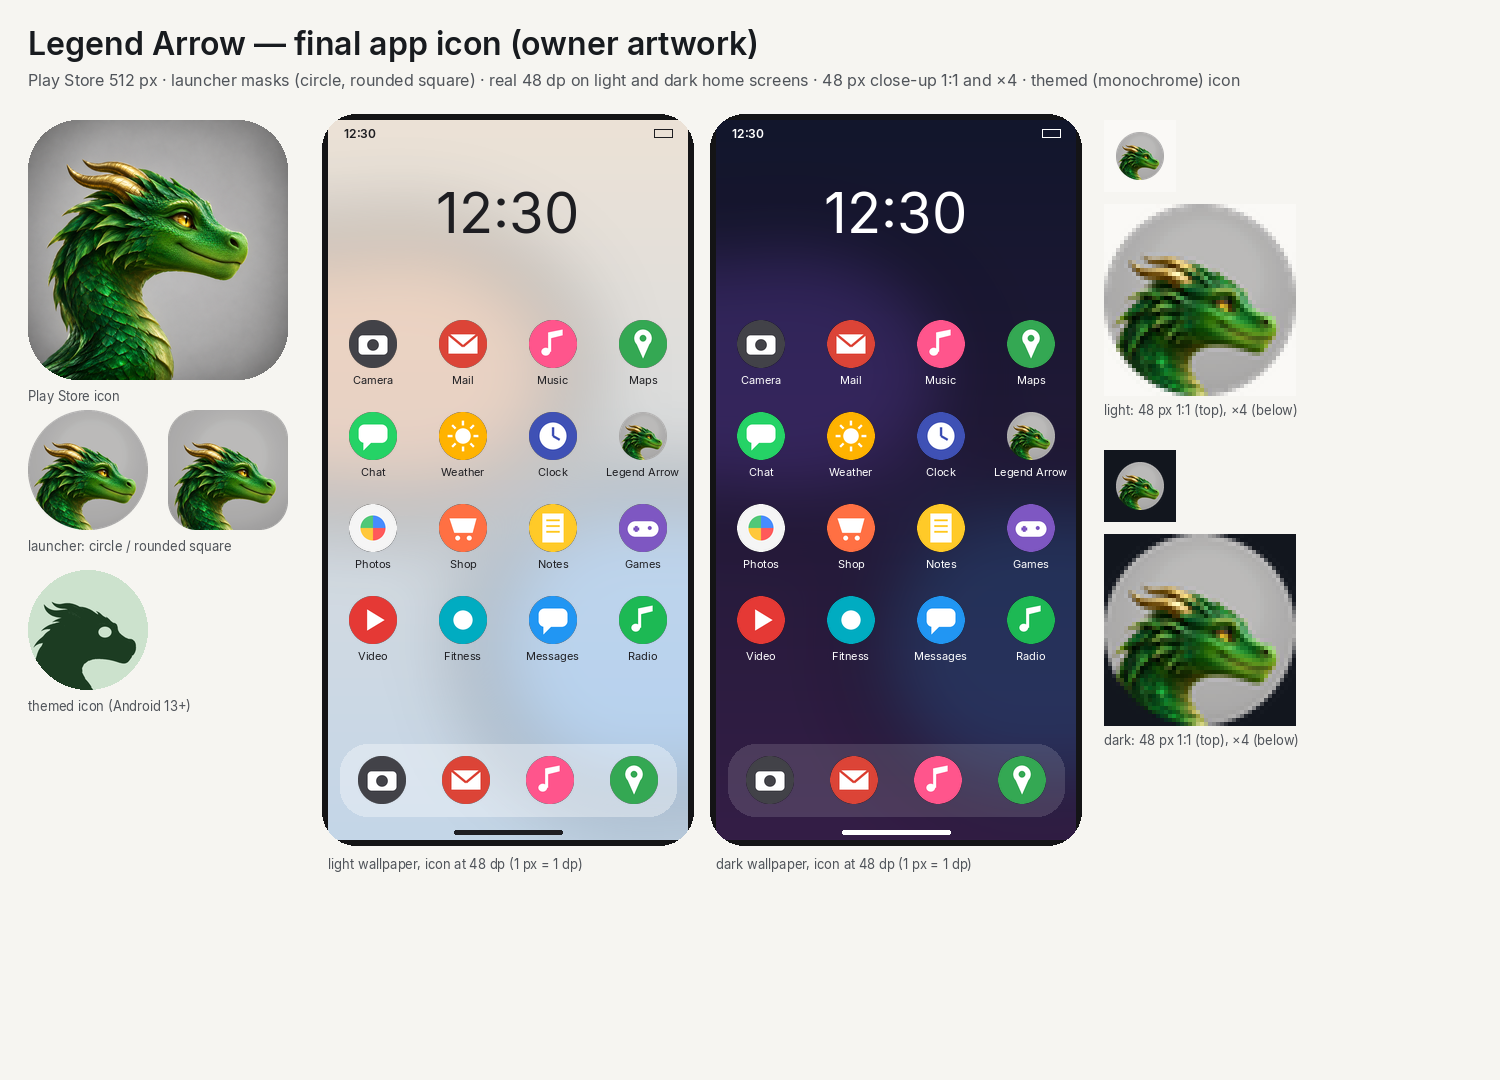 Legend Arrow — final app icon (owner artwork)
Play Store 512 px · launcher masks (circle, rounded square) · real 48 dp on light and dark home screens · 48 px close-up 1:1 and ×4 · themed (monochrome) icon
Play Store icon
launcher: circle / rounded square
themed icon (Android 13+)
12:30
12:30
Camera
Mail
Music
Maps
Chat
Weather
Clock
Legend Arrow
Photos
Shop
Notes
Games
Video
Fitness
Messages
Radio
light wallpaper, icon at 48 dp (1 px = 1 dp)
12:30
12:30
Camera
Mail
Music
Maps
Chat
Weather
Clock
Legend Arrow
Photos
Shop
Notes
Games
Video
Fitness
Messages
Radio
dark wallpaper, icon at 48 dp (1 px = 1 dp)
light: 48 px 1:1 (top), ×4 (below)
dark: 48 px 1:1 (top), ×4 (below)